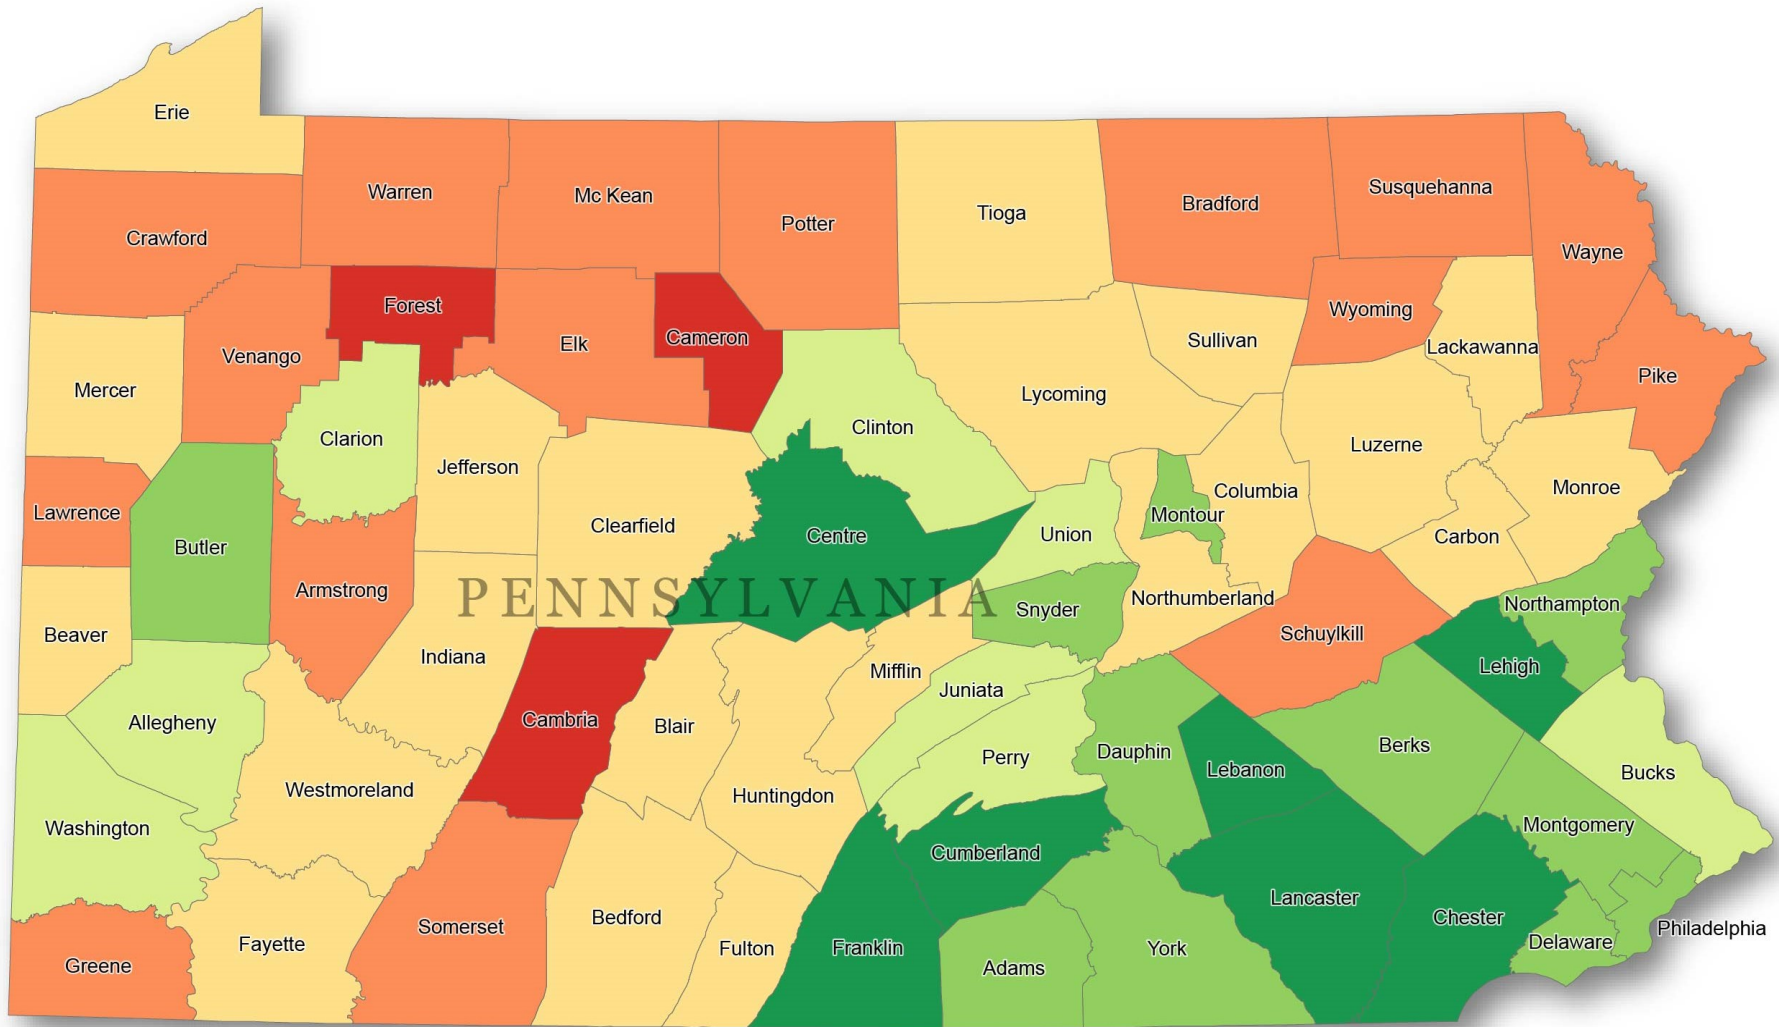 Erie
Warren
Mc Kean
Potter
Tioga
Bradford
Susquehanna
Wayne
Crawford
Forest
Cameron
Elk
Venango
Mercer
Wyoming
Sullivan
Lackawanna
Pike
Lycoming
Clinton
Clarion
Jefferson
Luzerne
Columbia
Monroe
Lawrence
Butler
Clearfield
Centre
Montour
Union
Carbon
Armstrong
PENNSYLVANIA
Snyder
Northumberland
Northampton
Beaver
Indiana
Schuylkill
Lehigh
Mifflin
Juniata
Allegheny
Cambria
Blair
Perry
Dauphin
Lebanon
Berks
Bucks
Westmoreland
Huntingdon
Washington
Cumberland
Montgomery
Lancaster
Chester
Somerset
Bedford
Fulton
Franklin
Fayette
Greene
Adams
York
Delaware
Philadelphia